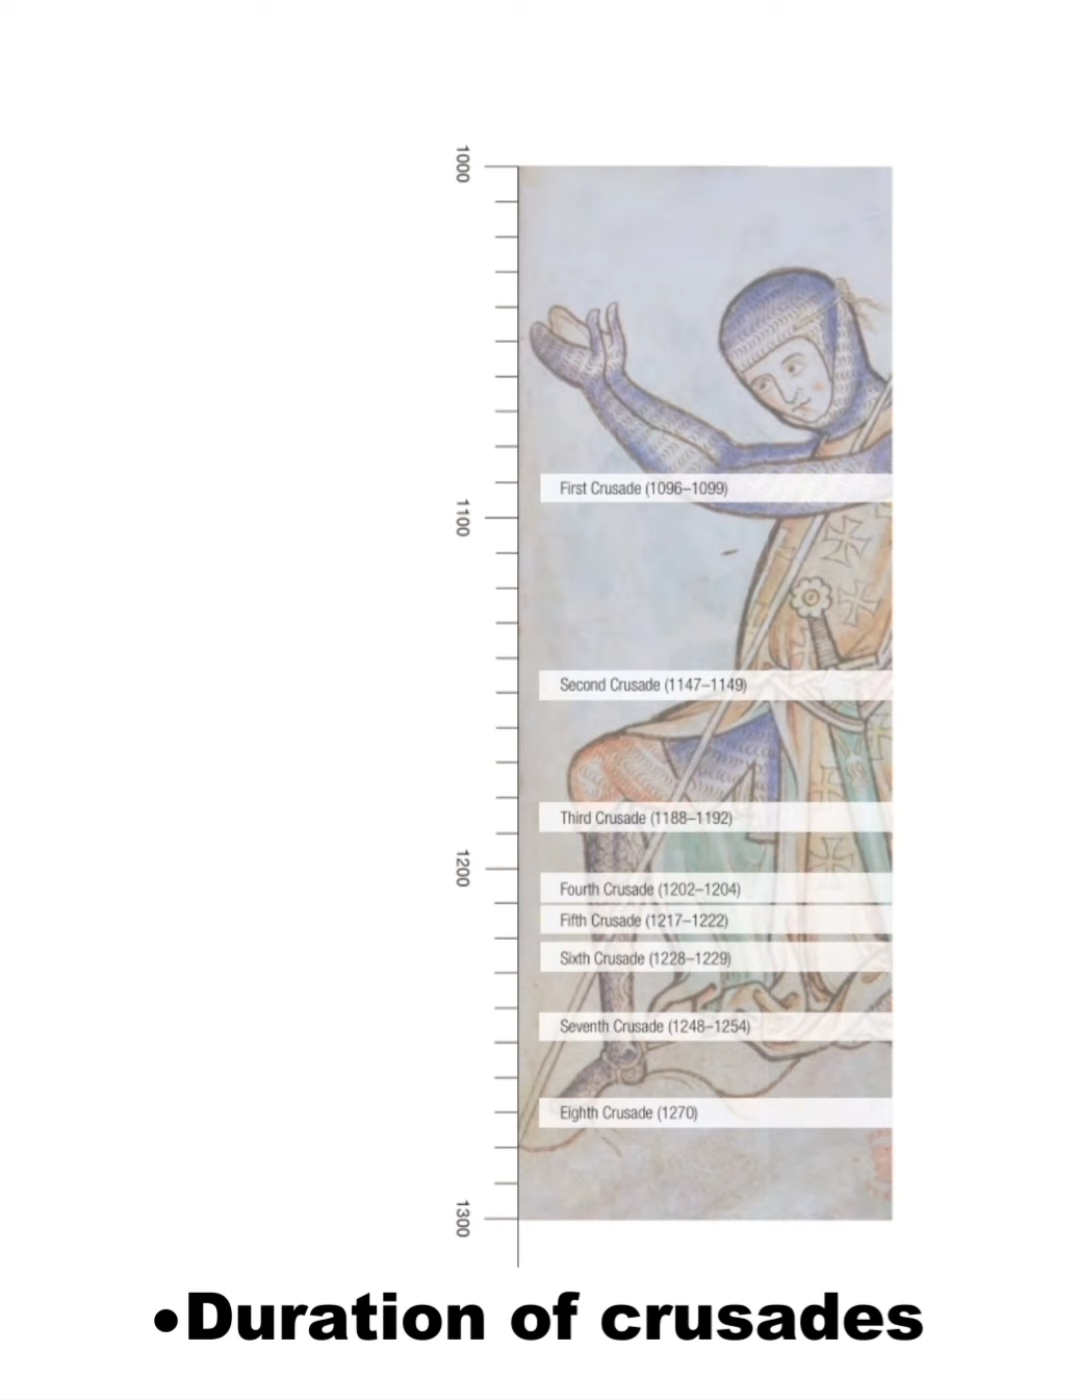 1000
First Crusade (1096–1099)
1100
Second Crusade (1147–1149)
Third Crusade (1188–1192)
1200
Fourth Crusade (1202–1204)
Fifth Crusade (1217–1222)
Sixth Crusade (1228–1229)
Seventh Crusade (1248–1254)
Eighth Crusade (1270)
1300
•Duration of crusades